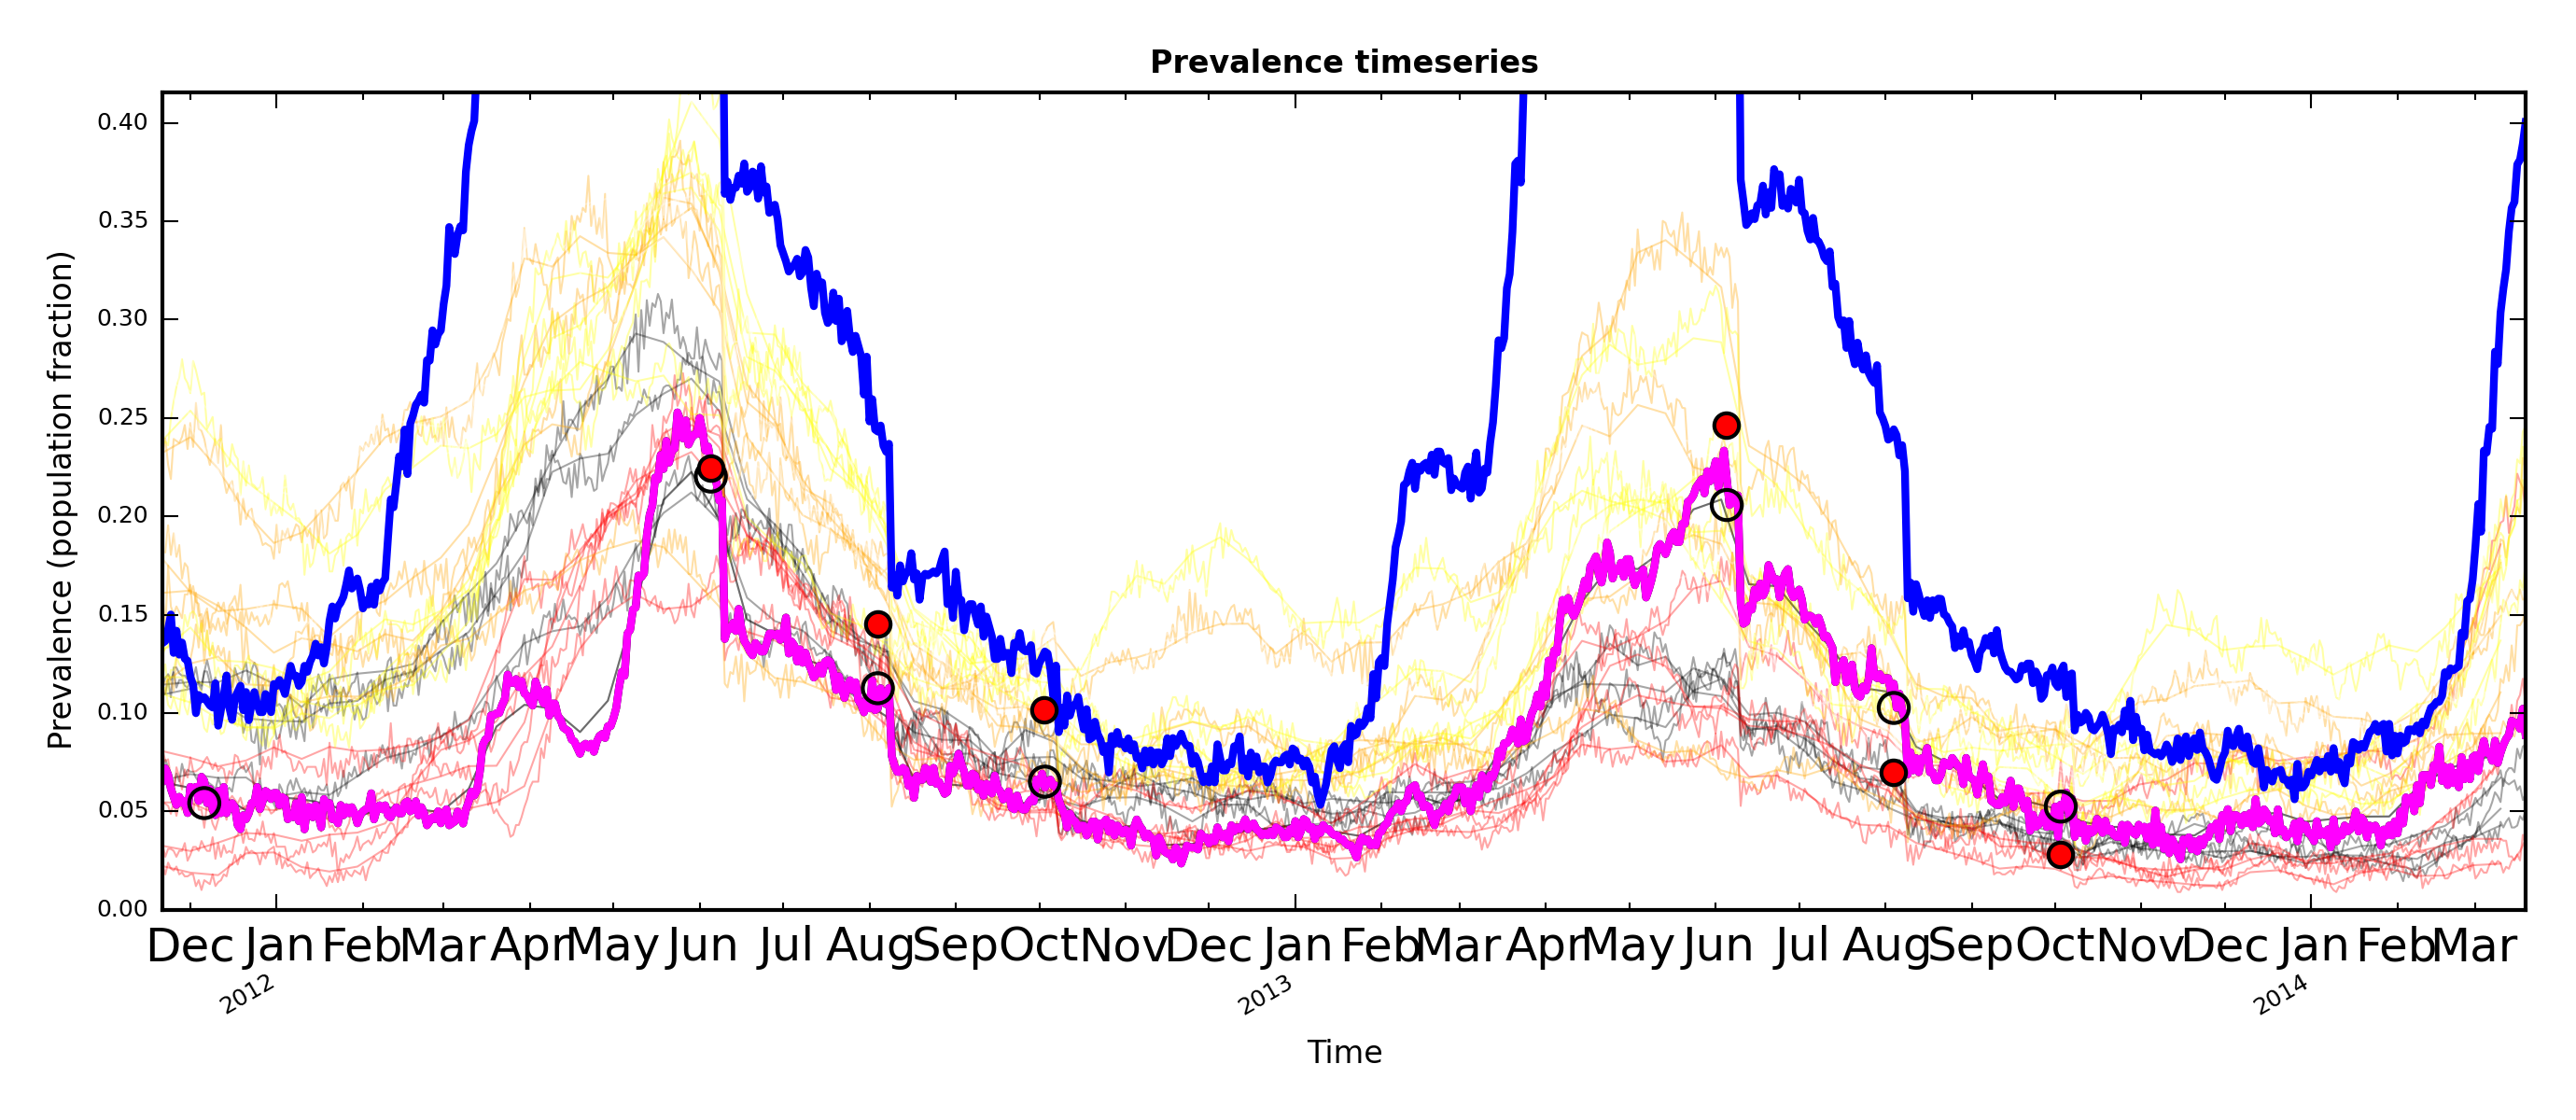 Prevalence timeseries
Prevalence (population fraction)
0.40
0.35
0.30
0.25
0.20
0.15
0.10
0.05
0.00
Dec Jan Feb Mar Apr May Jun Jul Aug Sep Oct Nov Dec Jan Feb Mar Apr May Jun Jul Aug Sep Oct Nov Dec Jan Feb Mar
2012 2013 2014
Time